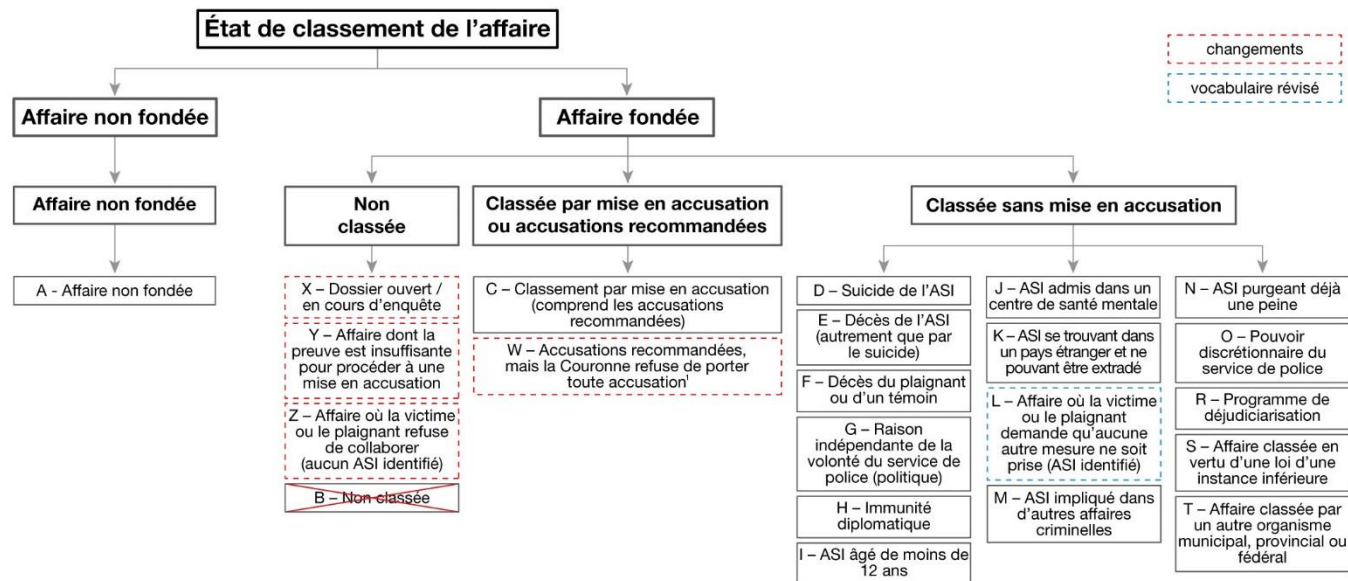 État de classement de l'affaire
changements
vocabulaire révisé
Affaire non fondée
Affaire fondée
Affaire non fondée
Non
classée
Classée par mise en accusation
ou accusations recommandées
Classée sans mise en accusation
A - Affaire non fondée
X – Dossier ouvert /
en cours d'enquête
Y – Affaire dont la
preuve est insuffisante
pour procéder à une
mise en accusation
Z – Affaire où la victime
ou le plaignant refuse
de collaborer
(aucun ASI identifié)
B – Non classée
C – Classement par mise en accusation
(comprend les accusations
recommandées)
W – Accusations recommandées,
mais la Couronne refuse de porter
toute accusation¹
D – Suicide de l'ASI
E – Décès de l'ASI
(autrement que par
le suicide)
F – Décès du plaignant
ou d'un témoin
G – Raison
indépendante de la
volonté du service de
police (politique)
H – Immunité
diplomatique
I – ASI âgé de moins de
12 ans
J – ASI admis dans un
centre de santé mentale
K – ASI se trouvant dans
un pays étranger et ne
pouvant être extradé
L – Affaire où la victime
ou le plaignant
demande qu'aucune
autre mesure ne soit
prise (ASI identifié)
M – ASI impliqué dans
d'autres affaires
criminelles
N – ASI purgeant déjà
une peine
O – Pouvoir
discrétionnaire du
service de police
R – Programme de
déjudiciarisation
S – Affaire classée en
vertu d'une loi d'une
instance inférieure
T – Affaire classée par
un autre organisme
municipal, provincial ou
fédéral